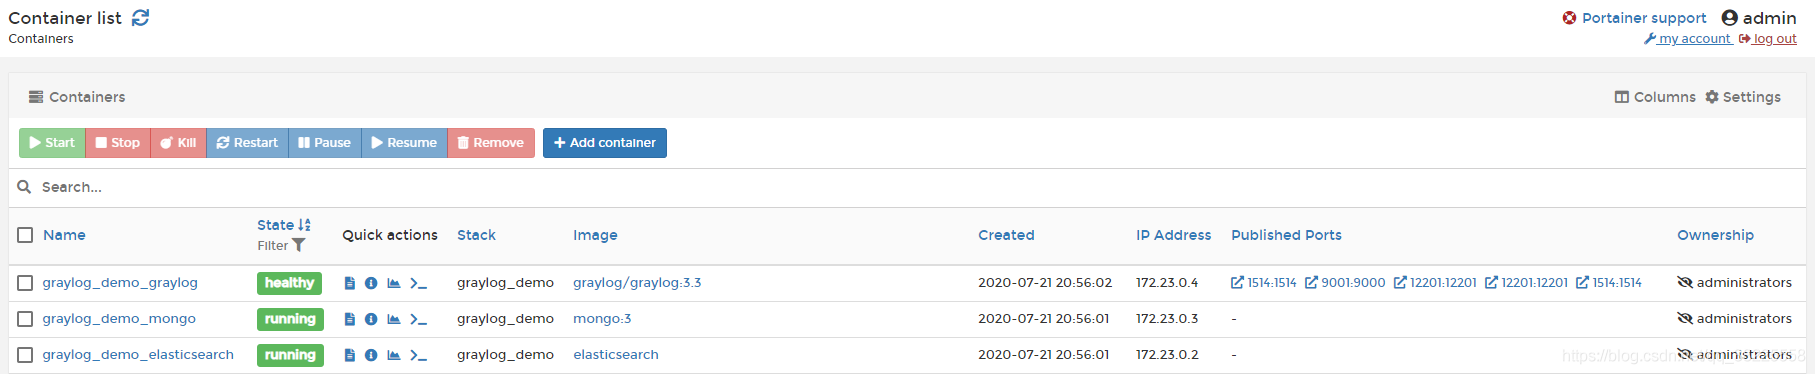 Container list
Portainer support admin
Containers
my account log out
Containers
Columns Settings
Start Stop Kill Restart Pause Resume Remove Add container
Search...
Name State Filter Quick actions Stack Image Created IP Address Published Ports Ownership
graylog_demo_graylog healthy graylog_demo graylog/graylog:3.3 2020-07-21 20:56:02 172.23.0.4 1514:1514 9001:9000 12201:12201 12201:12201 1514:1514 administrators
graylog_demo_mongo running graylog_demo mongo:3 2020-07-21 20:56:01 172.23.0.3 - administrators
graylog_demo_elasticsearch running graylog_demo elasticsearch 2020-07-21 20:56:01 172.23.0.2 - administrators